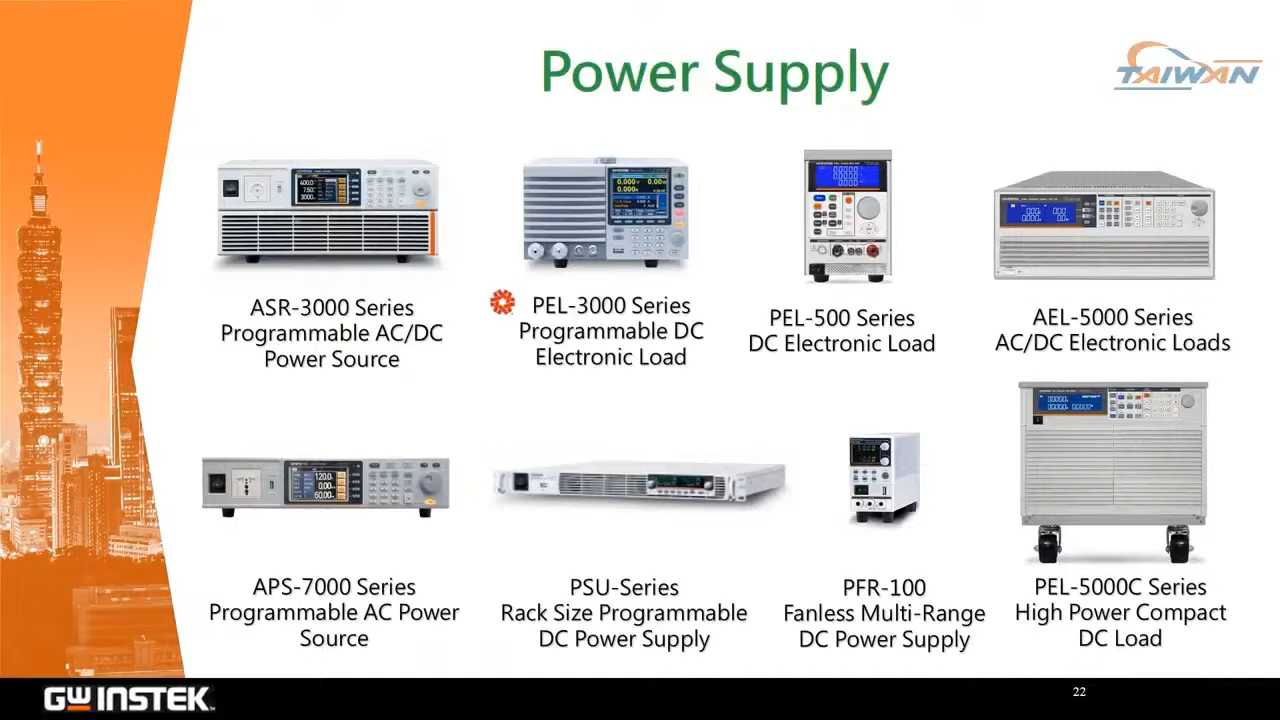 Power Supply
TAIWAN
ASR-3000 Series
Programmable AC/DC
Power Source
PEL-3000 Series
Programmable DC
Electronic Load
PEL-500 Series
DC Electronic Load
AEL-5000 Series
AC/DC Electronic Loads
APS-7000 Series
Programmable AC Power
Source
PSU-Series
Rack Size Programmable
DC Power Supply
PFR-100
Fanless Multi-Range
DC Power Supply
PEL-5000C Series
High Power Compact
DC Load
GW INSTEK
22